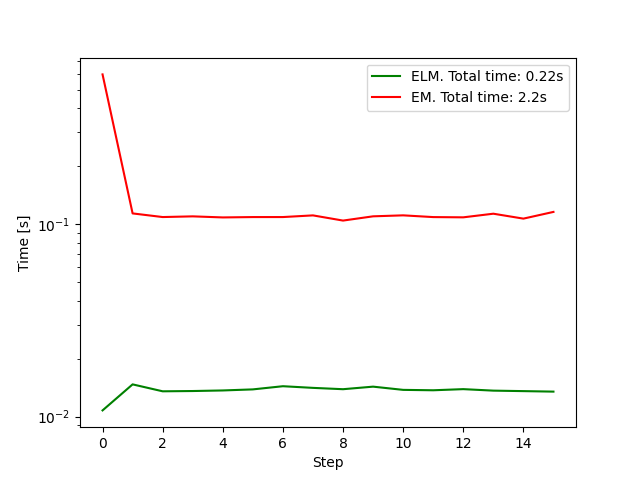 ELM. Total time: 0.22s
EM. Total time: 2.2s
Time [s]
10⁻¹
10⁻²
0 2 4 6 8 10 12 14
Step